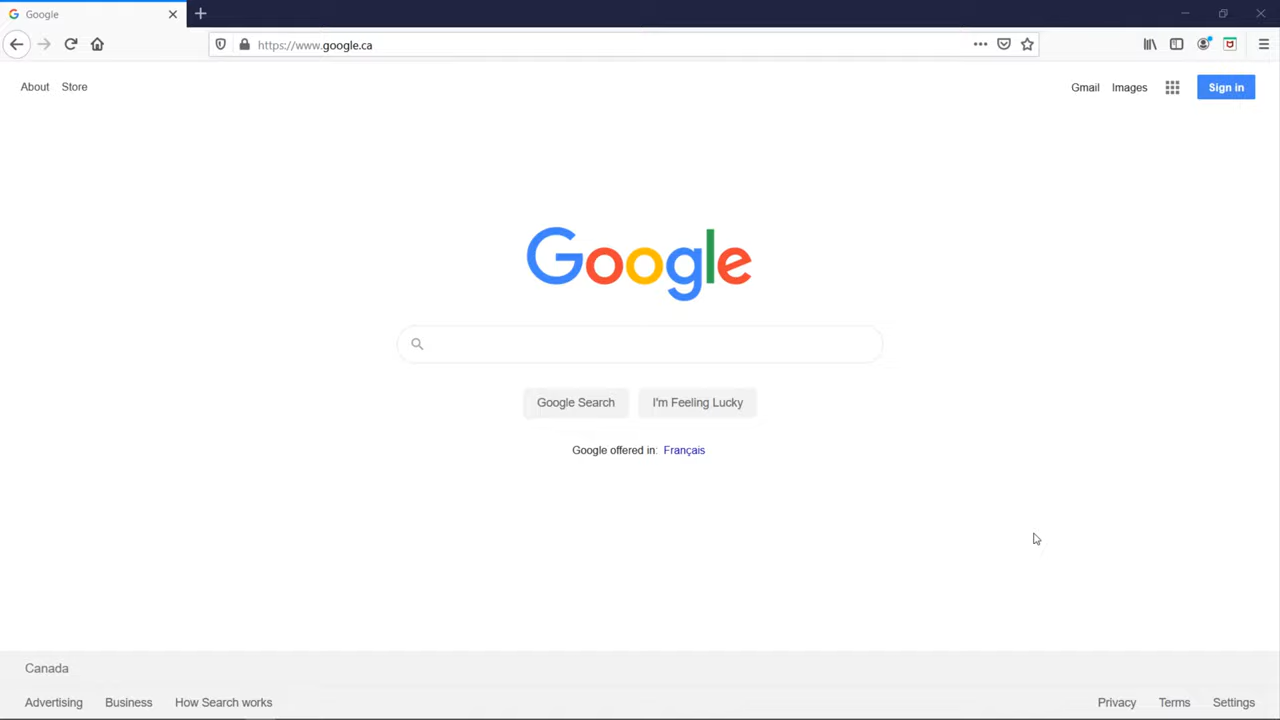 Google
https://www.google.ca
About Store
Gmail Images Sign in
Google
Google Search I'm Feeling Lucky
Google offered in: Français
Canada
Advertising Business How Search works
Privacy Terms Settings